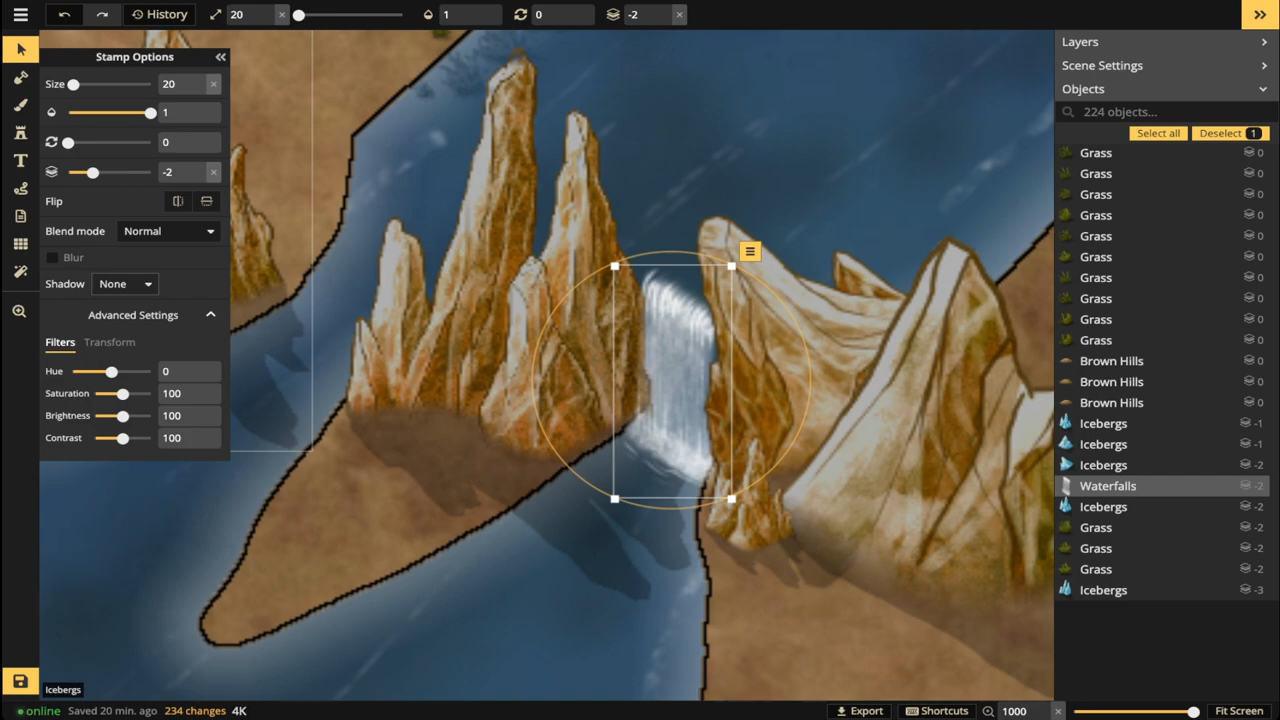 History 20 × 1 0 -2 ×
Stamp Options
Size 20 ×
1
0
-2 ×
Flip
Blend mode Normal
Blur
Shadow None
Advanced Settings
Filters Transform
Hue 0
Saturation 100
Brightness 100
Contrast 100
Layers
Scene Settings
Objects
224 objects...
Select all Deselect 1
Grass 0
Grass 0
Grass 0
Grass 0
Grass 0
Grass 0
Grass 0
Grass 0
Grass 0
Grass 0
Brown Hills 0
Brown Hills 0
Brown Hills 0
Icebergs -1
Icebergs -1
Icebergs -2
Waterfalls -2
Icebergs -2
Grass -2
Grass -2
Grass -2
Icebergs -3
Icebergs
online Saved 20 min. ago 234 changes 4K Export Shortcuts 1000 × Fit Screen